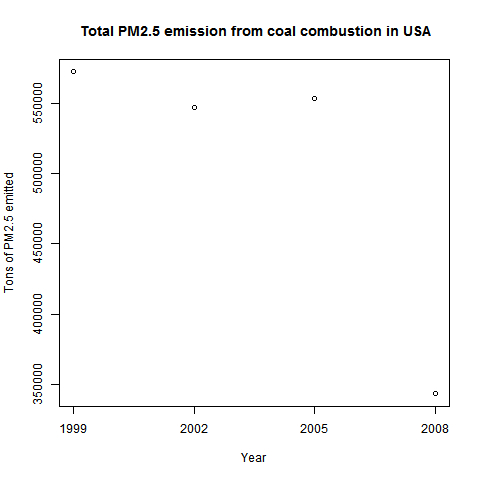 Total PM2.5 emission from coal combustion in USA
Tons of PM2.5 emitted
550000
500000
450000
400000
350000
1999 2002 2005 2008
Year